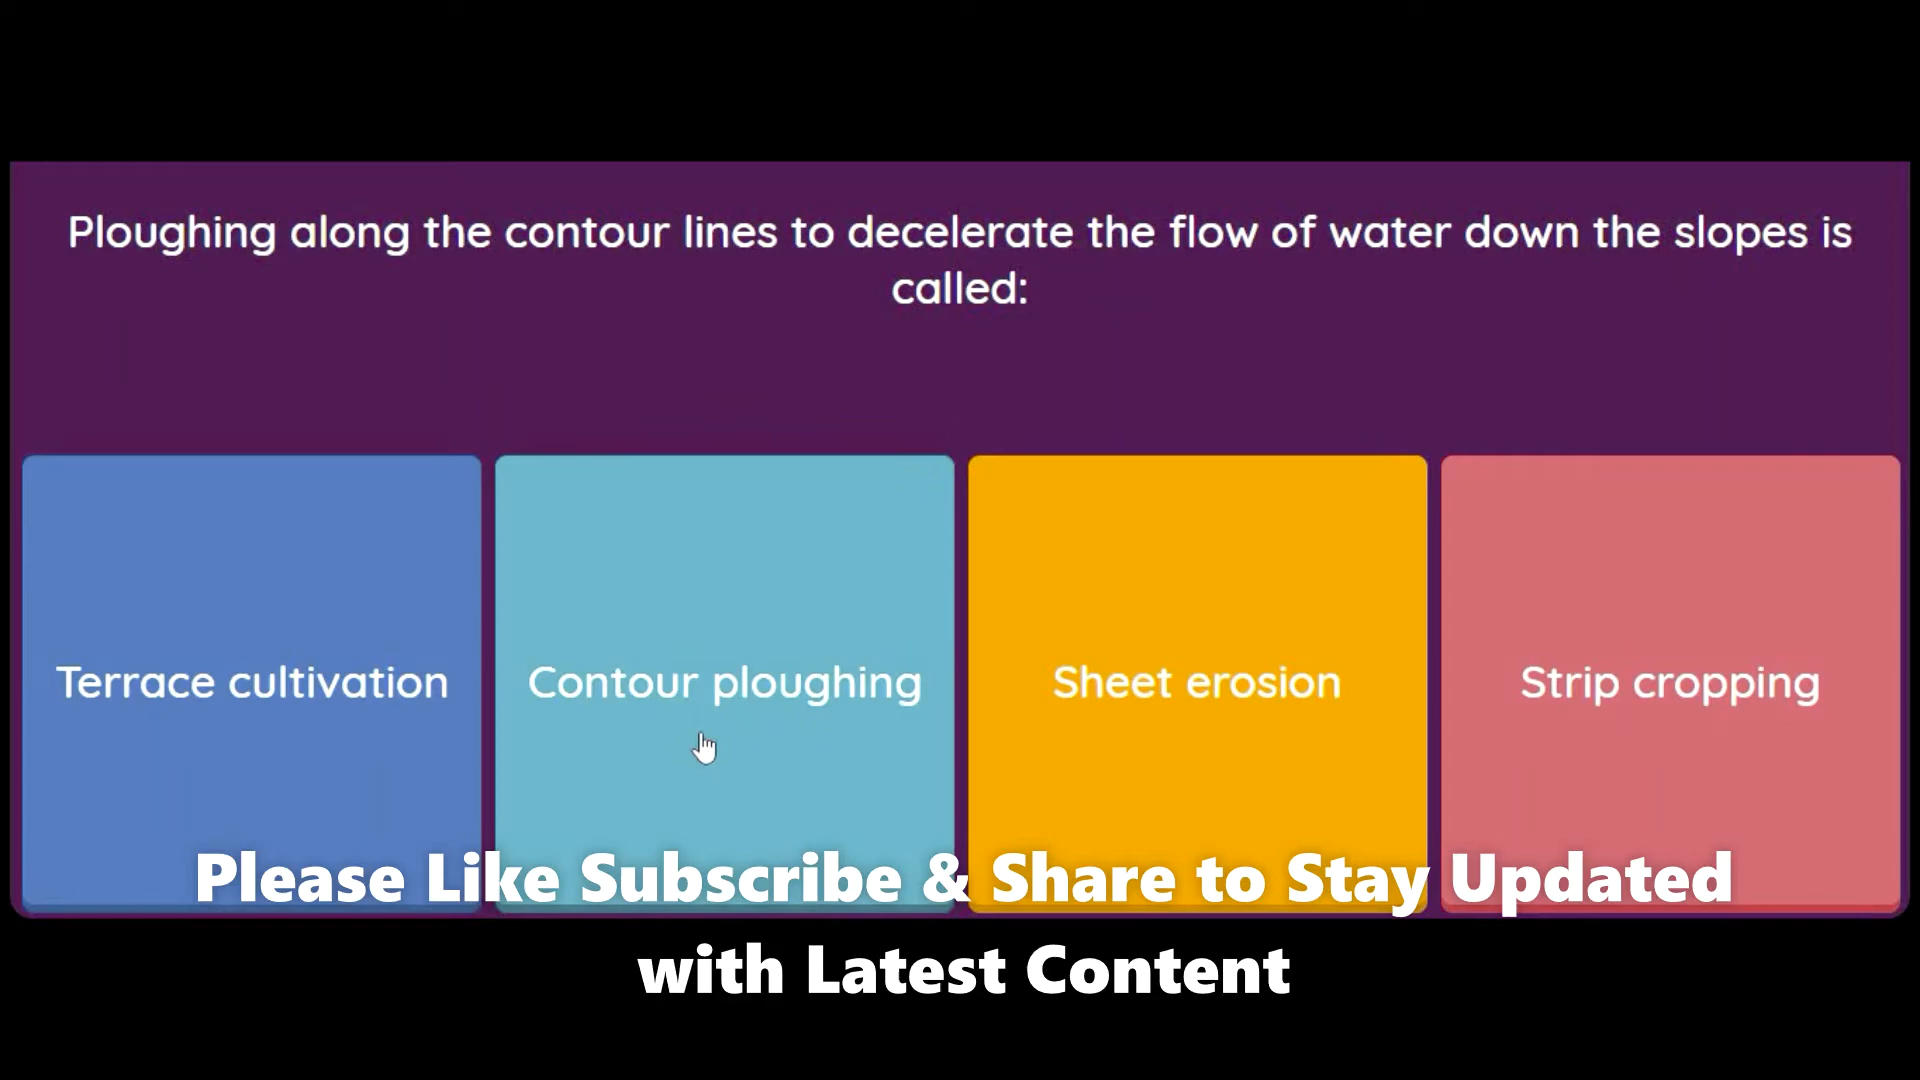 Ploughing along the contour lines to decelerate the flow of water down the slopes is
called:
Terrace cultivation
Contour ploughing
Sheet erosion
Strip cropping
Please Like Subscribe & Share to Stay Updated
with Latest Content